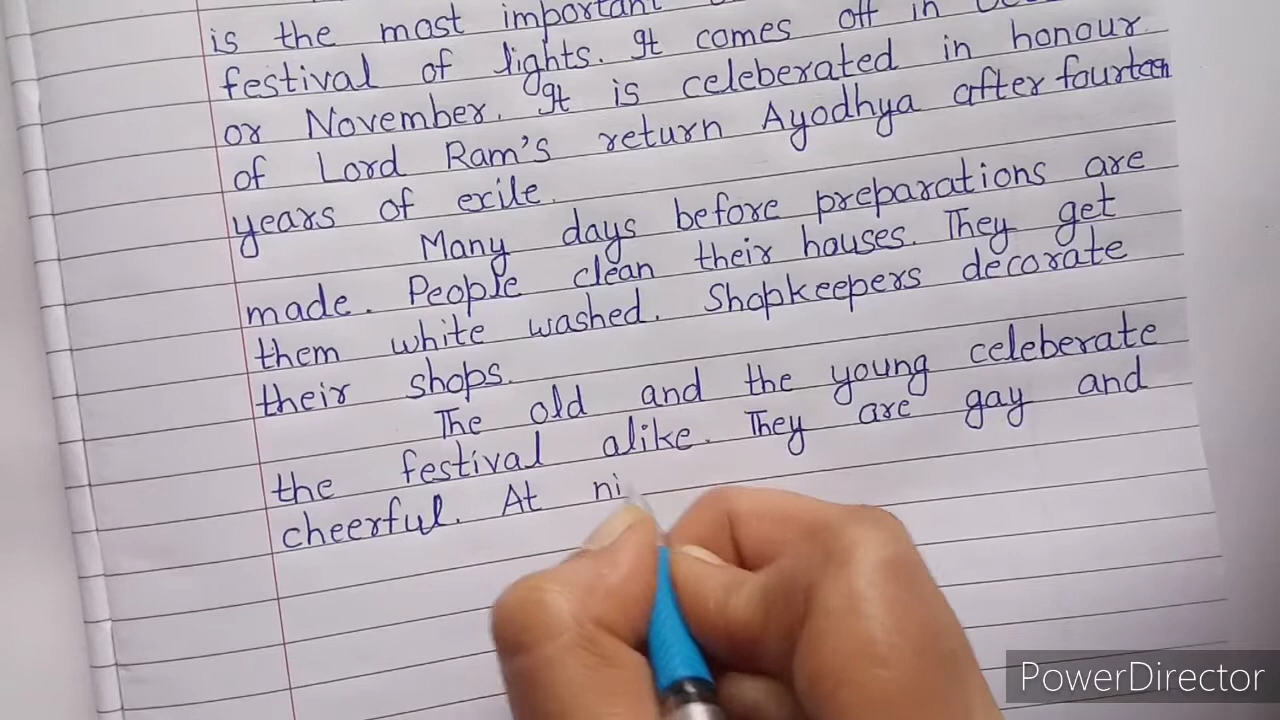 is the most important
festival of lights. It comes off in
or November. It is celeberated in honour
of Lord Ram's return Ayodhya after fourteen
years of exile.
Many days before preparations are
made. People clean their houses. They get
them white washed. Shopkeepers decorate
their shops.
The old and the young celeberate
the festival alike. They are gay and
cheerful. At ni
PowerDirector